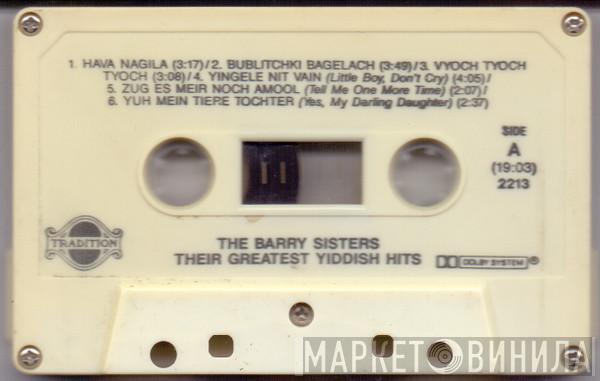 1. HAVA NAGILA (3:17)/2. BUBLITCHKI BAGELACH (3:49)/3. VYOCH TYOCH
TYOCH (3:08)/4. YINGELE NIT VAIN (Little Boy, Don't Cry) (4:05)/
5. ZUG ES MEIR NOCH AMOOL (Tell Me One More Time) (2:07)/
6. YUH MEIN TIERE TOCHTER (Yes, My Darling Daughter) (2:37)
SIDE
A
(19:03)
2213
TRADITION
THE BARRY SISTERS
THEIR GREATEST YIDDISH HITS
DOLBY SYSTEM ®
МАРКЕТ ВИНИЛА